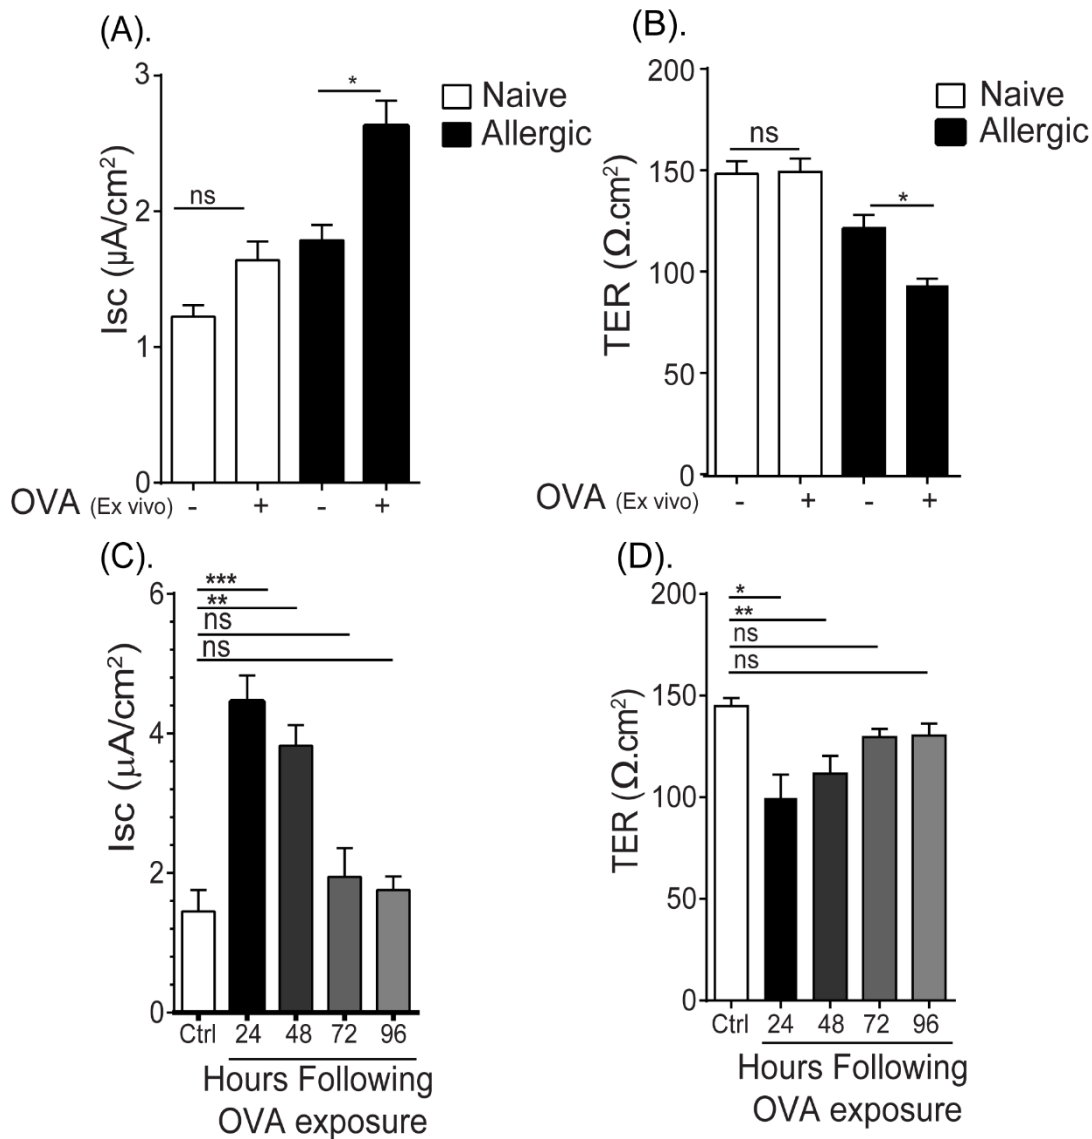 (A).
3
2
1
0
Isc (µA/cm²)
ns
*
Naive
Allergic
OVA (Ex vivo) - + - +
(B).
200
150
100
50
0
TER (Ω.cm²)
ns
*
Naive
Allergic
OVA (Ex vivo) - + - +
(C).
6
4
2
0
Isc (µA/cm²)
***
**
ns
ns
Ctrl 24 48 72 96
Hours Following
OVA exposure
(D).
200
150
100
50
0
TER (Ω.cm²)
*
**
ns
ns
Ctrl 24 48 72 96
Hours Following
OVA exposure